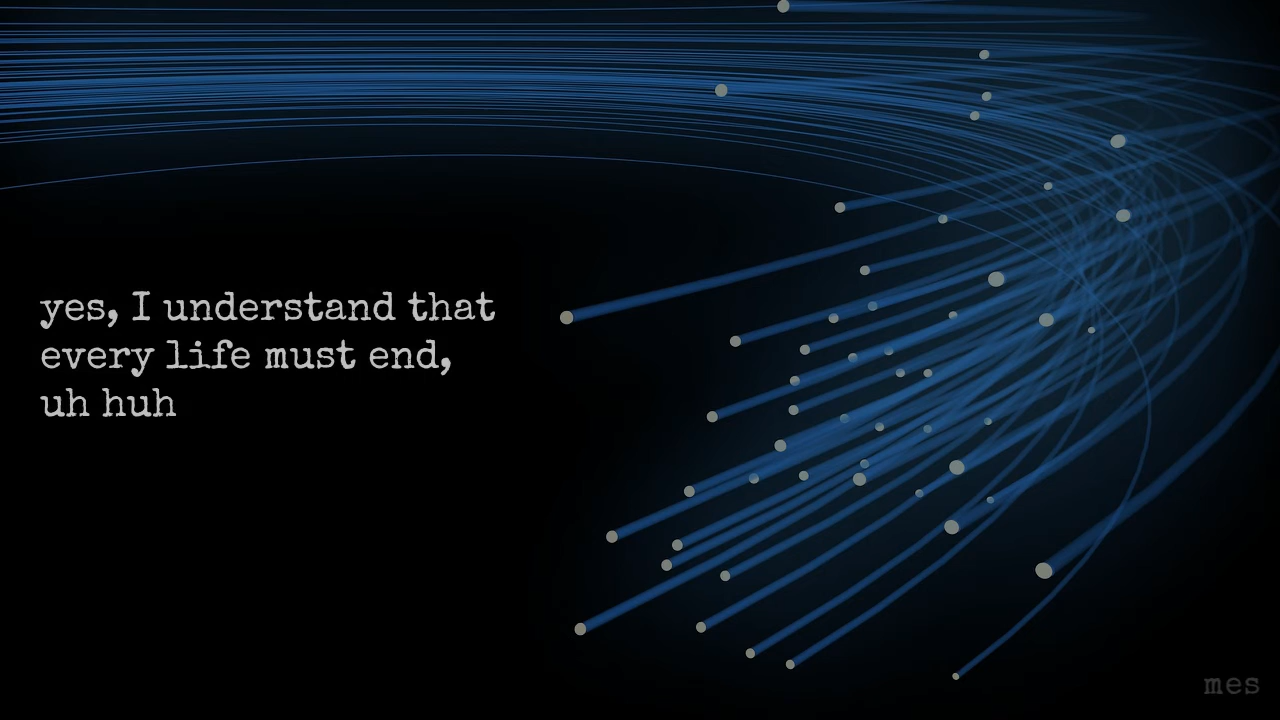 yes, I understand that
every life must end,
uh huh
mes